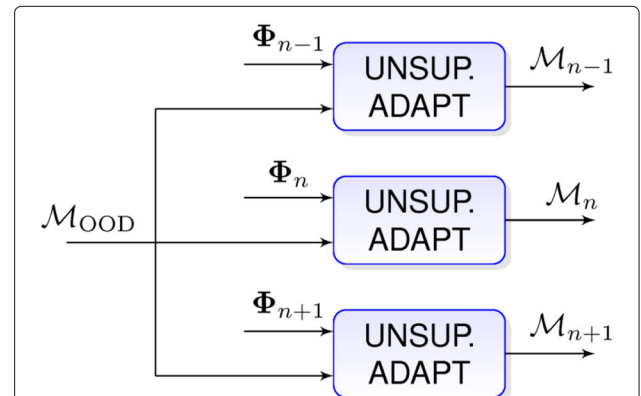 Φn−1
UNSUP.
ADAPT
Mn−1
Φn
UNSUP.
ADAPT
Mn
MOOD
Φn+1
UNSUP.
ADAPT
Mn+1